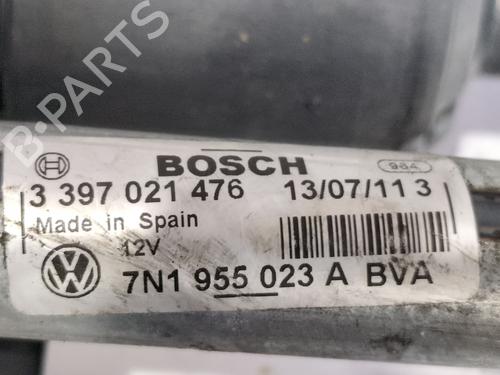 B-PARTS
BOSCH
984
3 397 021 476 13/07/11 3
Made in Spain
12V
7N1 955 023 A BVA